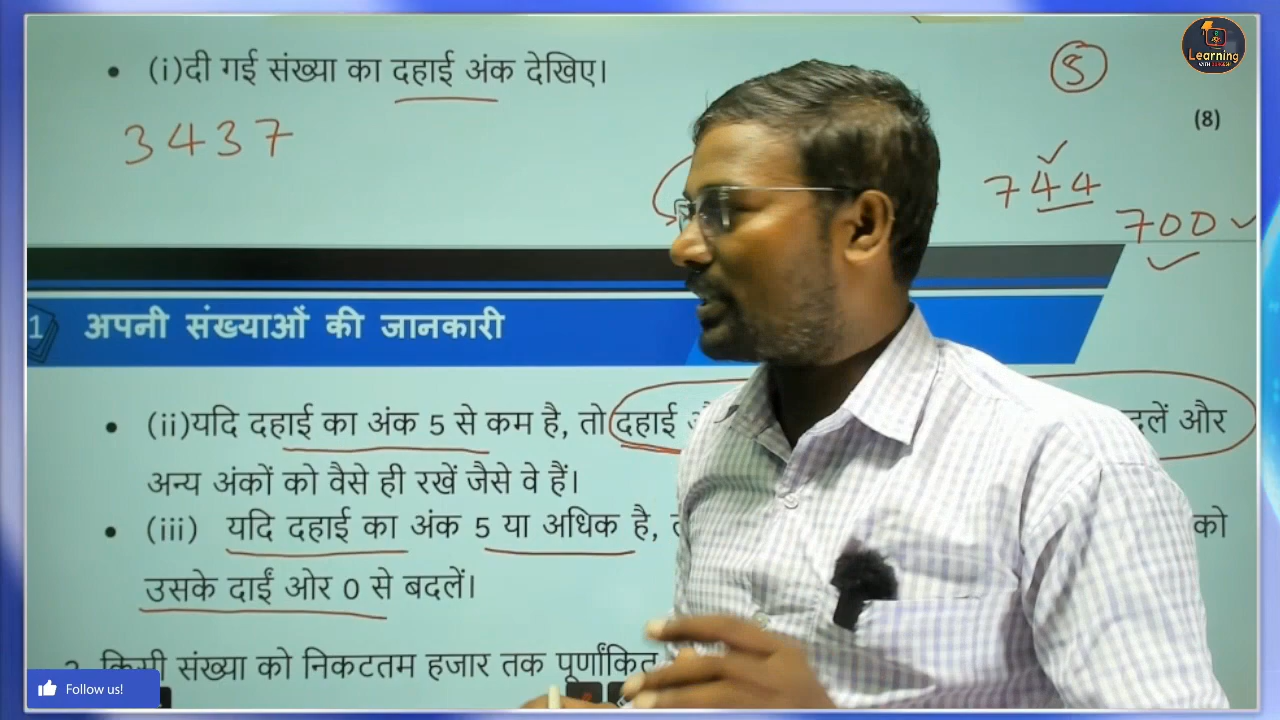 • (i)दी गई संख्या का दहाई अंक देखिए।
5
Learning
(8)
3437
744
700
1 अपनी संख्याओं की जानकारी
• (ii)यदि दहाई का अंक 5 से कम है, तो दहाई और
अन्य अंकों को वैसे ही रखें जैसे वे हैं।
• (iii) यदि दहाई का अंक 5 या अधिक है, को
उसके दाईं ओर 0 से बदलें।
संख्या को निकटतम हजार तक पूर्णांकित
Follow us!